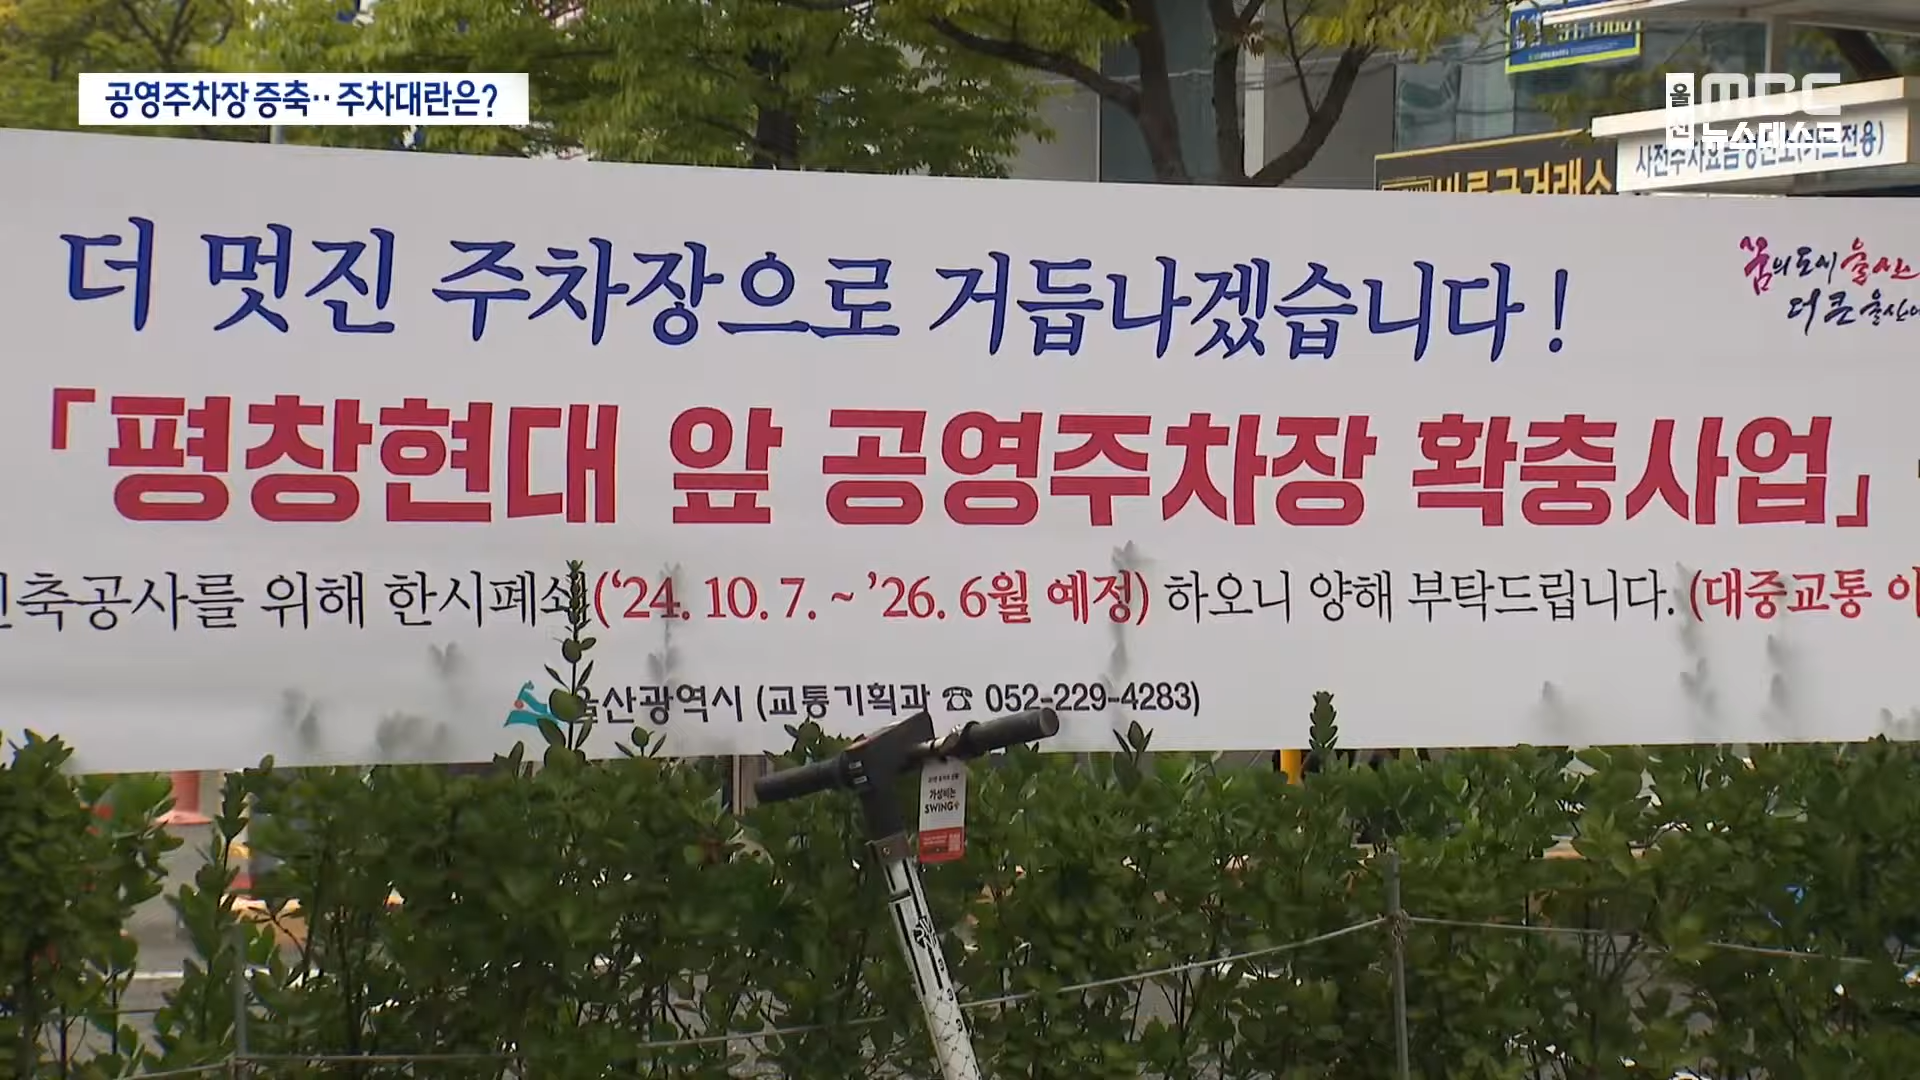 공영주차장 증축‥ 주차대란은?
울산 MBC
뉴스데스크
사전주차요금정산소(카드전용)
더 멋진 주차장으로 거듭나겠습니다!
꿈의 도시 울산
더 큰 울산에
「평창현대 앞 공영주차장 확충사업」
축공사를 위해 한시폐쇄('24. 10. 7. ~ '26. 6월 예정) 하오니 양해 부탁드립니다. (대중교통 이
울산광역시 (교통기획과 ☎ 052-229-4283)
가성비는
SWING